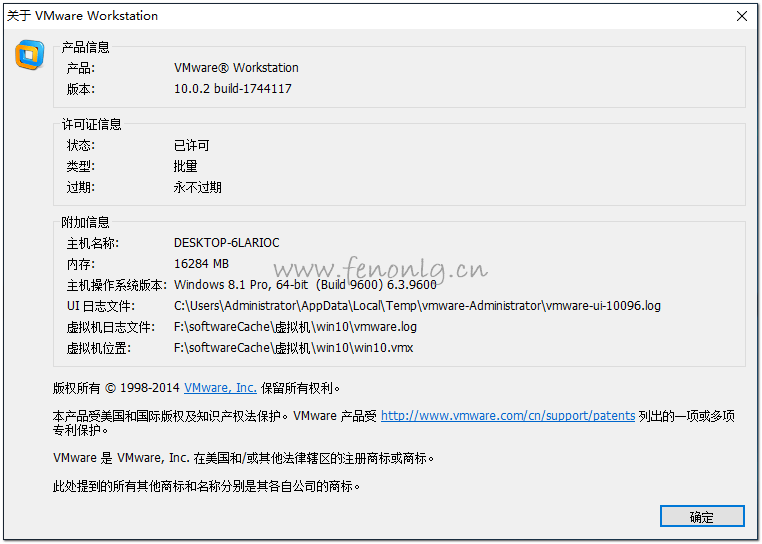 关于 VMware Workstation
产品信息
产品: VMware® Workstation
版本: 10.0.2 build-1744117
许可证信息
状态: 已许可
类型: 批量
过期: 永不过期
附加信息
主机名称: DESKTOP-6LARIOC
内存: 16284 MB
www.fenonlg.cn
主机操作系统版本: Windows 8.1 Pro, 64-bit (Build 9600) 6.3.9600
UI 日志文件: C:\Users\Administrator\AppData\Local\Temp\vmware-Administrator\vmware-ui-10096.log
虚拟机日志文件: F:\softwareCache\虚拟机\win10\vmware.log
虚拟机位置: F:\softwareCache\虚拟机\win10\win10.vmx
版权所有 © 1998-2014 VMware, Inc. 保留所有权利。
本产品受美国和国际版权及知识产权法保护。VMware 产品受 http://www.vmware.com/cn/support/patents 列出的一项或多项
专利保护。
VMware 是 VMware, Inc. 在美国和/或其他法律辖区的注册商标或商标。
此处提到的所有其他商标和名称分别是其各自公司的商标。
确定